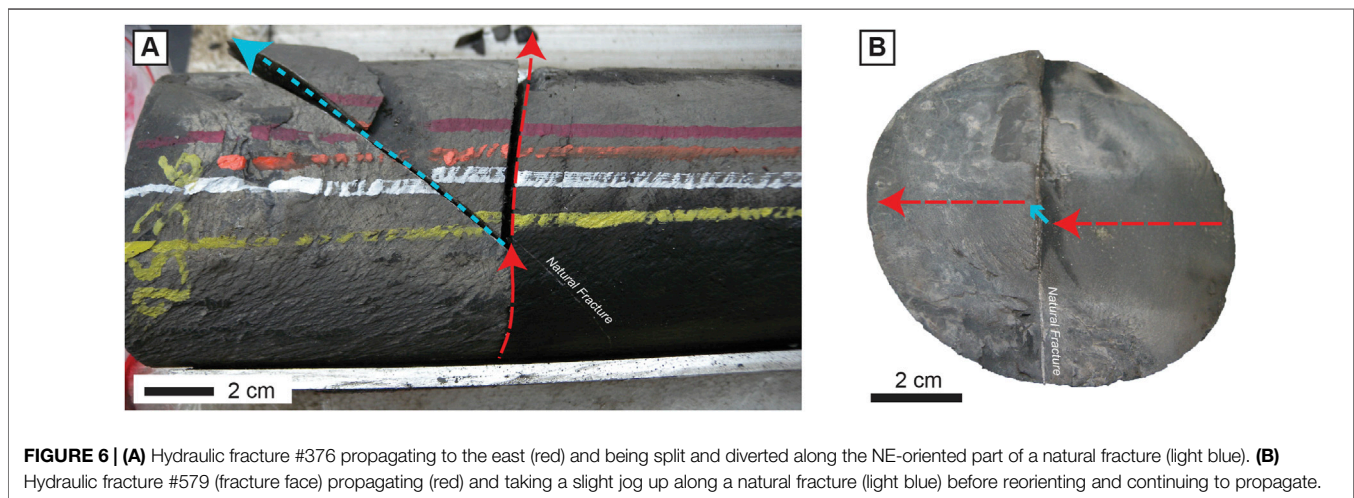 A
B
Natural Fracture
Natural Fracture
2 cm
2 cm
FIGURE 6 | (A) Hydraulic fracture #376 propagating to the east (red) and being split and diverted along the NE-oriented part of a natural fracture (light blue). (B)
Hydraulic fracture #579 (fracture face) propagating (red) and taking a slight jog up along a natural fracture (light blue) before reorienting and continuing to propagate.